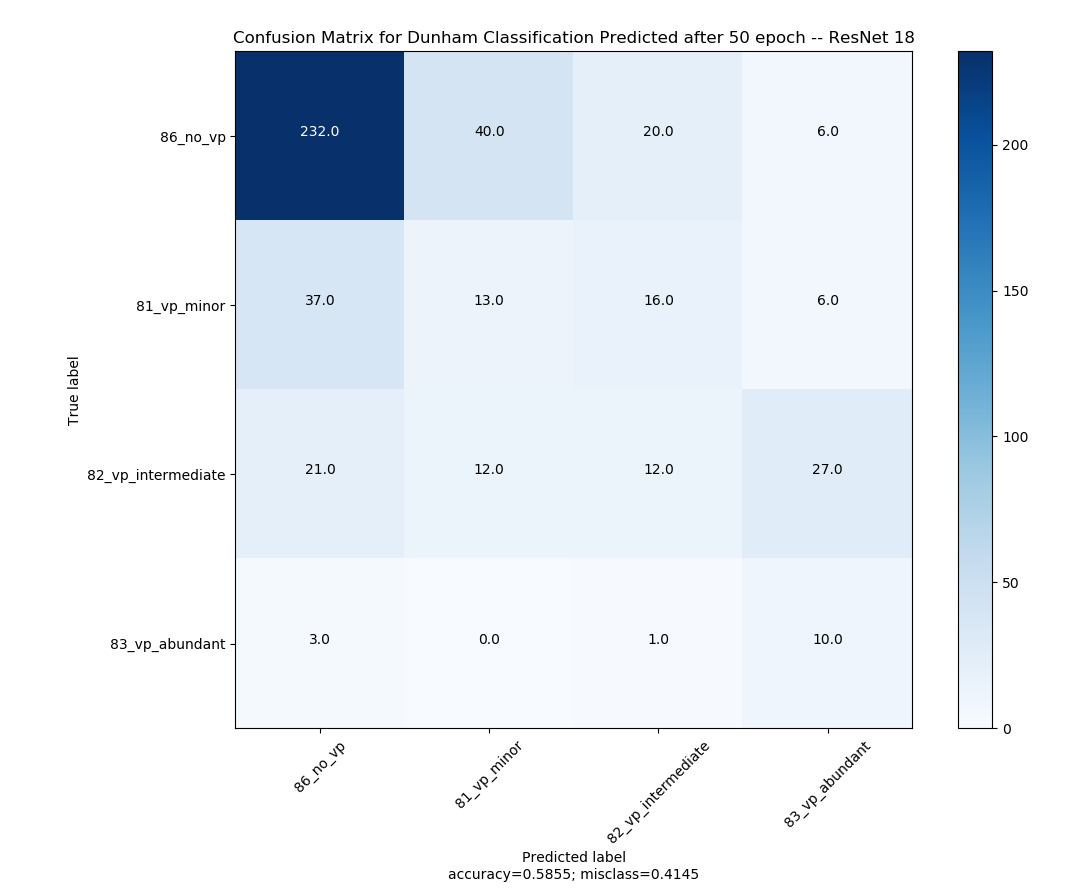 Confusion Matrix for Dunham Classification Predicted after 50 epoch -- ResNet 18
86_no_vp
232.0 40.0 20.0 6.0
81_vp_minor
37.0 13.0 16.0 6.0
82_vp_intermediate
21.0 12.0 12.0 27.0
83_vp_abundant
3.0 0.0 1.0 10.0
True label
86_no_vp
81_vp_minor
82_vp_intermediate
83_vp_abundant
Predicted label
accuracy=0.5855; misclass=0.4145
200
150
100
50
0